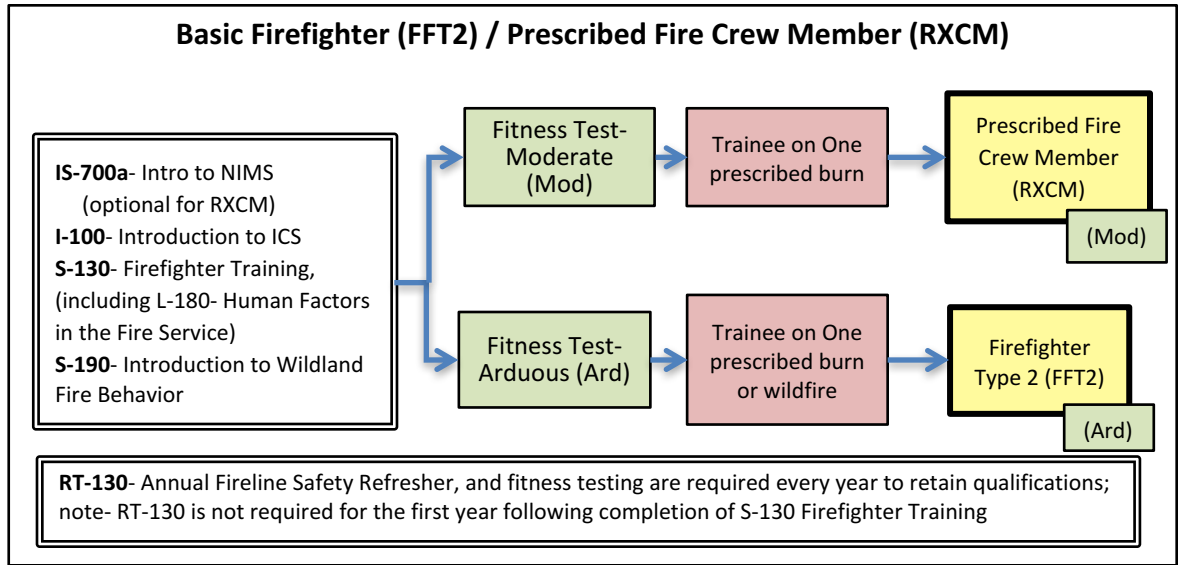 Basic Firefighter (FFT2) / Prescribed Fire Crew Member (RXCM)
IS-700a- Intro to NIMS
(optional for RXCM)
I-100- Introduction to ICS
S-130- Firefighter Training,
(including L-180- Human Factors
in the Fire Service)
S-190- Introduction to Wildland
Fire Behavior
Fitness Test-
Moderate
(Mod)
Trainee on One
prescribed burn
Prescribed Fire
Crew Member
(RXCM)
(Mod)
Fitness Test-
Arduous (Ard)
Trainee on One
prescribed burn
or wildfire
Firefighter
Type 2 (FFT2)
(Ard)
RT-130- Annual Fireline Safety Refresher, and fitness testing are required every year to retain qualifications;
note- RT-130 is not required for the first year following completion of S-130 Firefighter Training